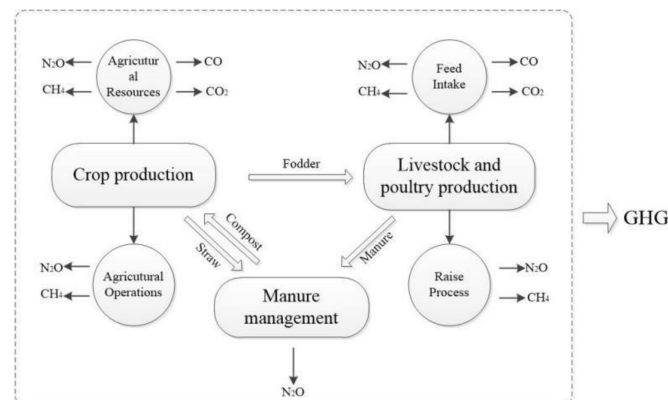 N2O
CH4
Agricutur
al
Resources
CO
CO2
N2O
CH4
Feed
Intake
CO
CO2
Crop production
Fodder
Livestock and
poultry production
GHG
Compost
Straw
Manure
N2O
CH4
Agricutural
Operations
Manure
management
Raise
Process
N2O
CH4
N2O